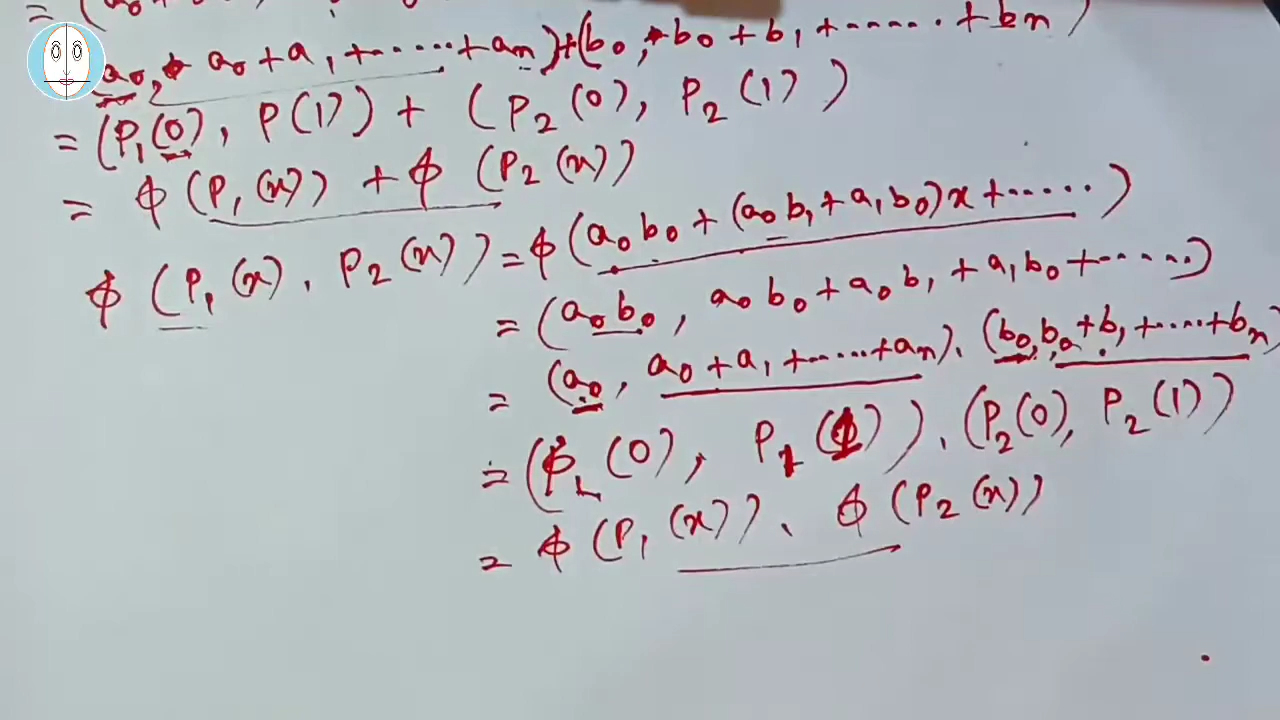 a₀, a₀ + a₁ + ...... + aₙ) + (b₀, b₀ + b₁ + ...... + bₙ)
= (P₁(0), P(1)) + (P₂(0), P₂(1))
= ϕ (P₁(x)) + ϕ (P₂(x))
ϕ (P₁(x) . P₂(x)) = ϕ (a₀b₀ + (a₀b₁ + a₁b₀)x + ......)
= (a₀b₀, a₀b₀ + a₀b₁ + a₁b₀ + ......)
= (a₀, a₀ + a₁ + ...... + aₙ) . (b₀, b₀ + b₁ + ...... + bₙ)
= (P₁(0), P₁(1)) . (P₂(0), P₂(1))
= ϕ (P₁(x)) . ϕ (P₂(x))